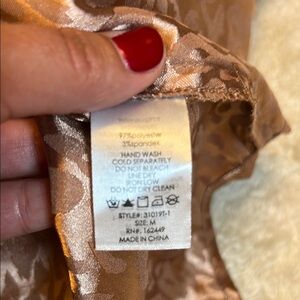 97%polyester
3%spandex
HAND WASH
COLD SEPARATELY
DO NOT BLEACH
LINE DRY
IRON LOW
DO NOT DRY CLEAN
STYLE#: 31019T-1
SIZE: M
RN#: 162449
MADE IN CHINA